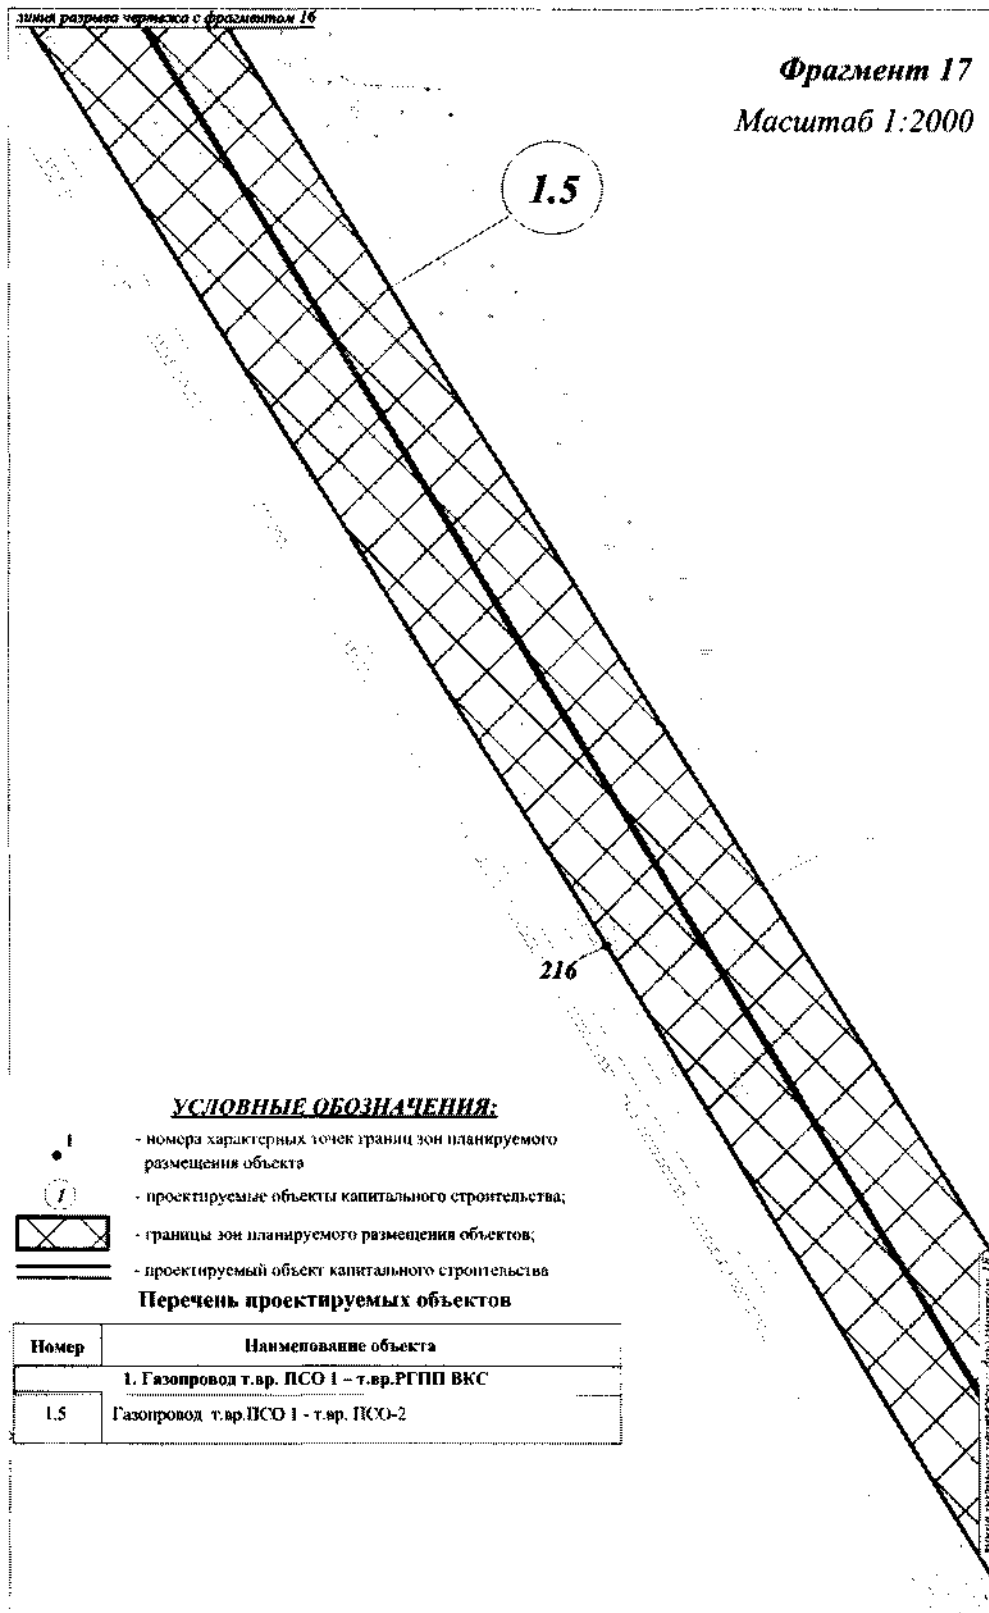 линия разрыва чертежа с фрагментом 16
Фрагмент 17
Масштаб 1:2000
1.5
216
УСЛОВНЫЕ ОБОЗНАЧЕНИЯ:
1
- номера характерных точек границ зон планируемого
размещения объекта
1
- проектируемые объекты капитального строительства;
- границы зон планируемого размещения объектов;
- проектируемый объект капитального строительства
Перечень проектируемых объектов
Номер Наименование объекта
1. Газопровод т.вр. ПСО 1 – т.вр.РГПП ВКС
1.5 Газопровод т.вр.ПСО 1 - т.вр. ПСО-2